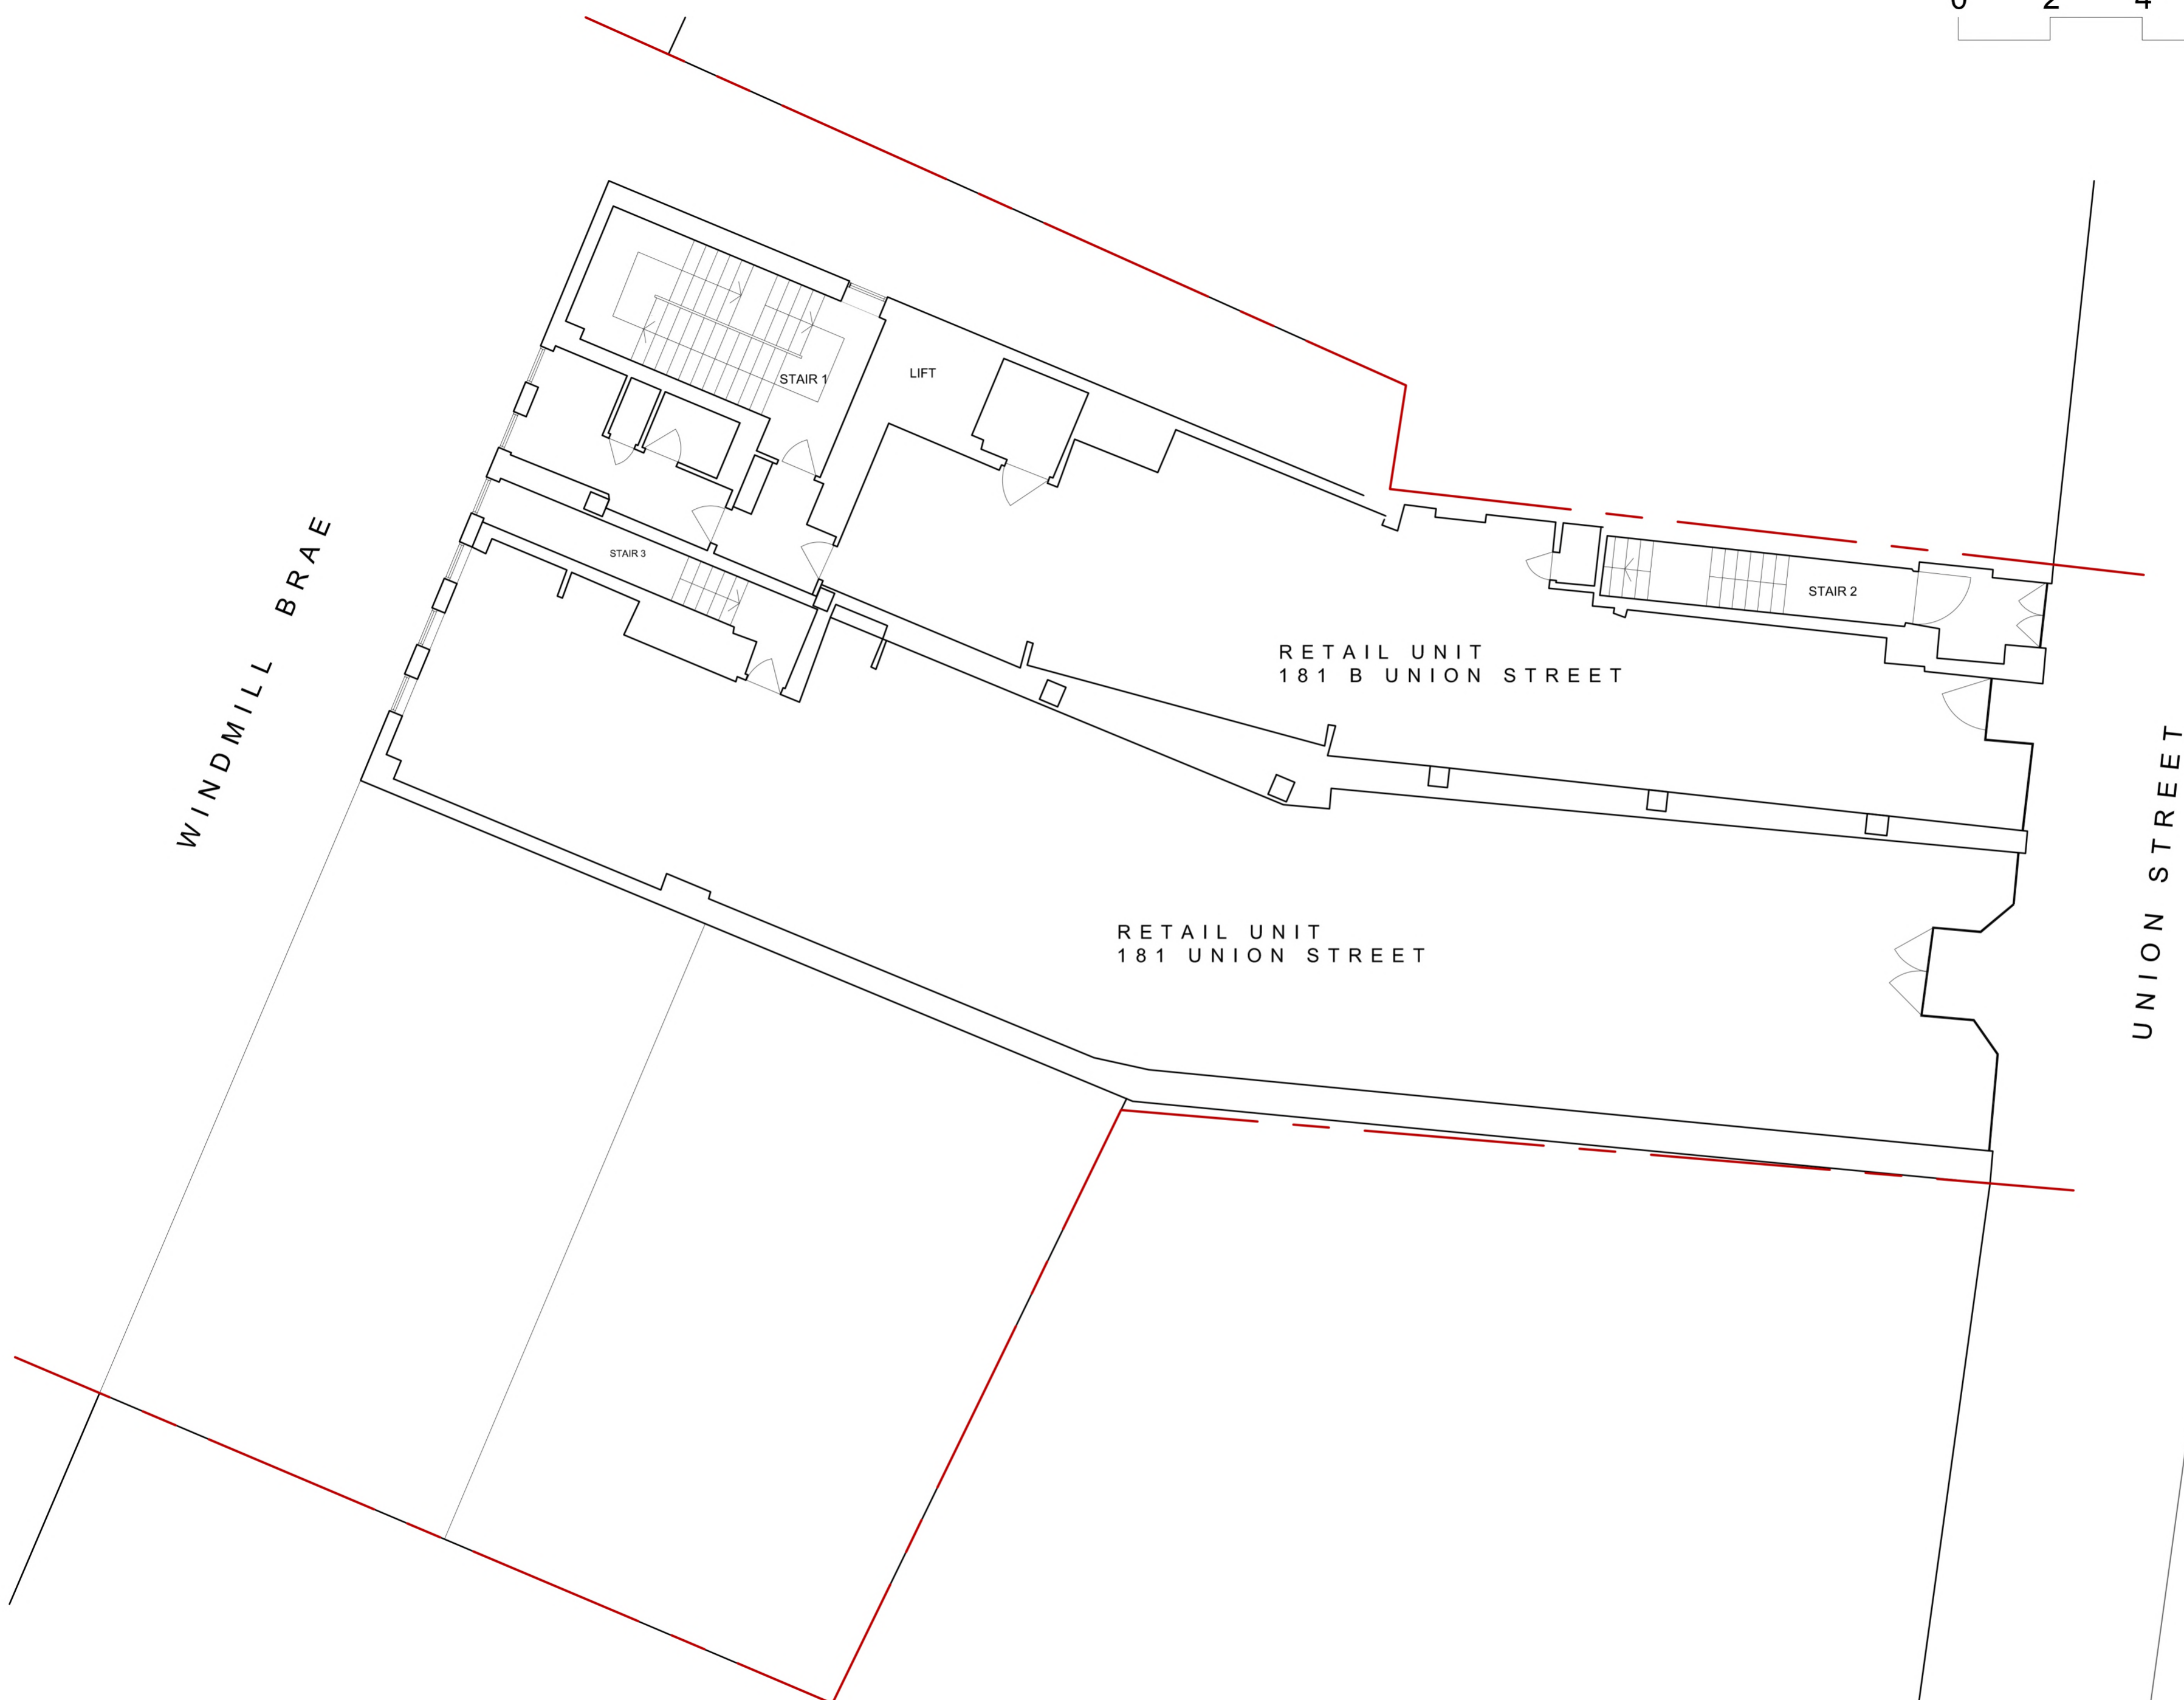 0 2 4
STAIR 1
LIFT
STAIR 3
STAIR 2
WINDMILL BRAE
RETAIL UNIT
181 B UNION STREET
UNION STREET
RETAIL UNIT
181 UNION STREET